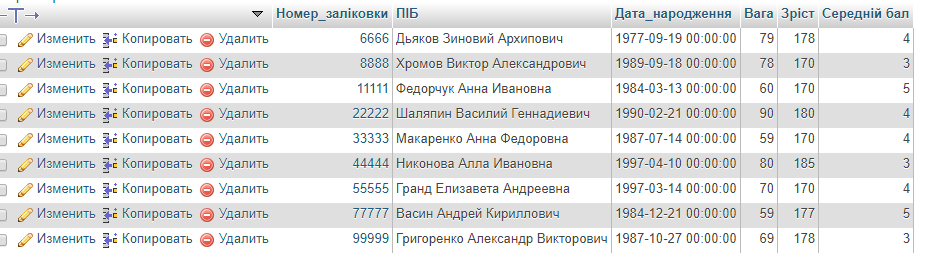 Номер_заліковки ПІБ Дата_народження Вага Зріст Середній бал
Изменить Копировать Удалить 6666 Дьяков Зиновий Архипович 1977-09-19 00:00:00 79 178 4
Изменить Копировать Удалить 8888 Хромов Виктор Александрович 1989-09-18 00:00:00 78 170 3
Изменить Копировать Удалить 11111 Федорчук Анна Ивановна 1984-03-13 00:00:00 60 170 5
Изменить Копировать Удалить 22222 Шаляпин Василий Геннадиевич 1990-02-21 00:00:00 90 180 4
Изменить Копировать Удалить 33333 Макаренко Анна Федоровна 1987-07-14 00:00:00 59 170 4
Изменить Копировать Удалить 44444 Никонова Алла Ивановна 1997-04-10 00:00:00 80 185 3
Изменить Копировать Удалить 55555 Гранд Елизавета Андреевна 1997-03-14 00:00:00 70 170 4
Изменить Копировать Удалить 77777 Васин Андрей Кириллович 1984-12-21 00:00:00 59 177 5
Изменить Копировать Удалить 99999 Григоренко Александр Викторович 1987-10-27 00:00:00 69 178 3